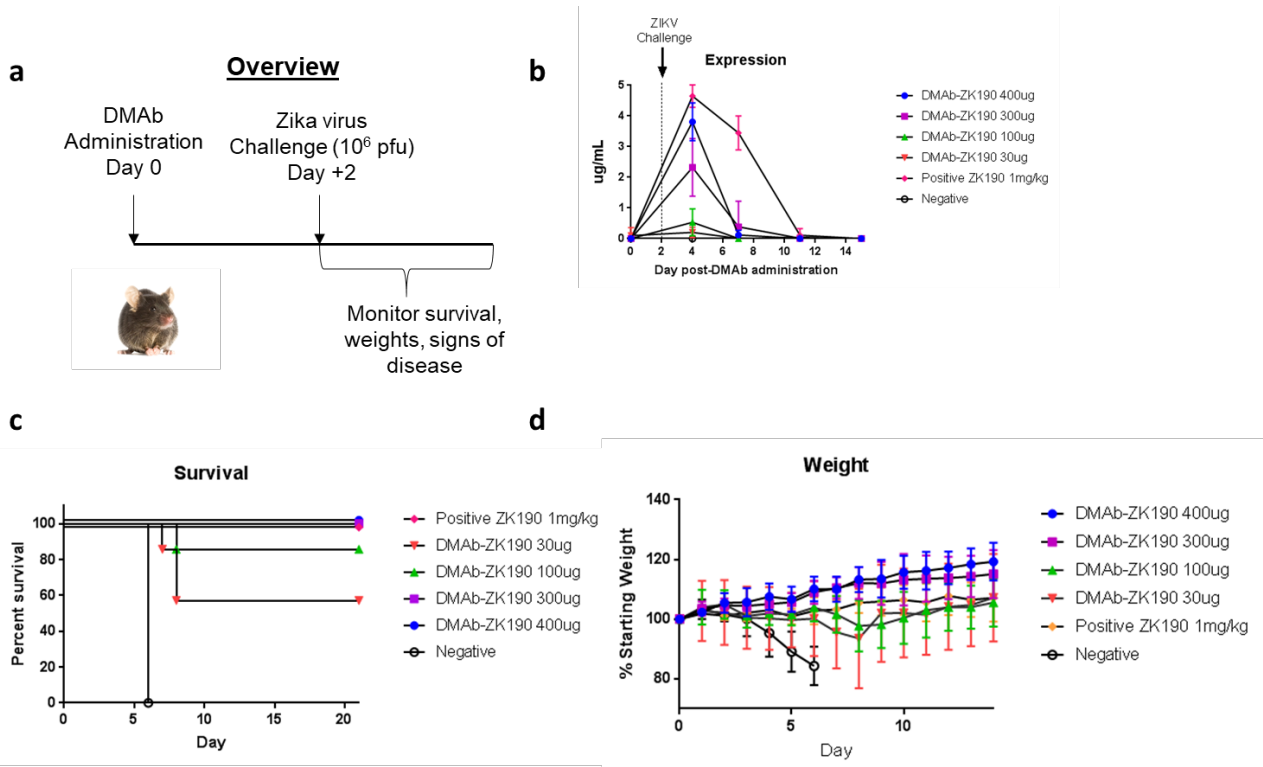 a
Overview
DMAb
Administration
Day 0
Zika virus
Challenge (10⁶ pfu)
Day +2
Monitor survival,
weights, signs of
disease
b
ZIKV
Challenge
Expression
ug/mL
5
4
3
2
1
0
0 2 4 6 8 10 12 14
Day post-DMAb administration
DMAb-ZK190 400ug
DMAb-ZK190 300ug
DMAb-ZK190 100ug
DMAb-ZK190 30ug
Positive ZK190 1mg/kg
Negative
c
Survival
Percent survival
100
80
60
40
20
0
0 5 10 15 20
Day
Positive ZK190 1mg/kg
DMAb-ZK190 30ug
DMAb-ZK190 100ug
DMAb-ZK190 300ug
DMAb-ZK190 400ug
Negative
d
Weight
% Starting Weight
140
120
100
80
0 5 10
Day
DMAb-ZK190 400ug
DMAb-ZK190 300ug
DMAb-ZK190 100ug
DMAb-ZK190 30ug
Positive ZK190 1mg/kg
Negative